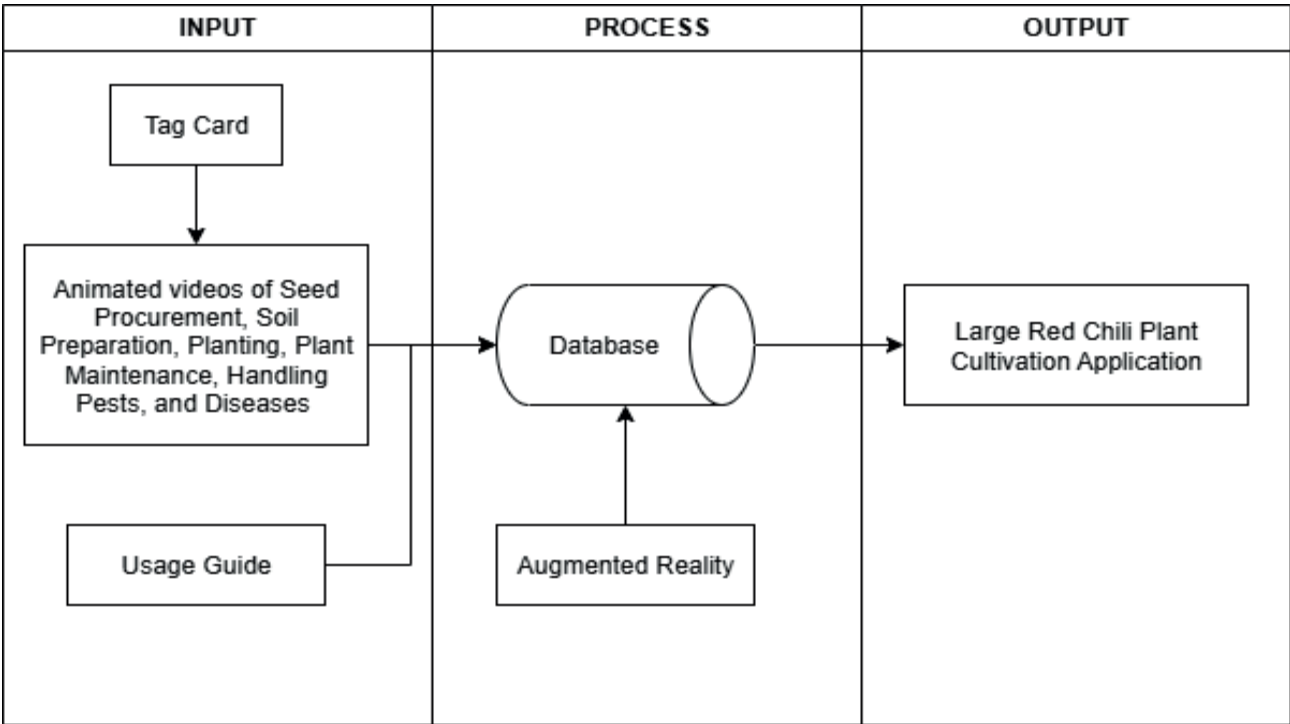 INPUT
PROCESS
OUTPUT
Tag Card
Animated videos of Seed
Procurement, Soil
Preparation, Planting, Plant
Maintenance, Handling
Pests, and Diseases
Usage Guide
Database
Augmented Reality
Large Red Chili Plant
Cultivation Application